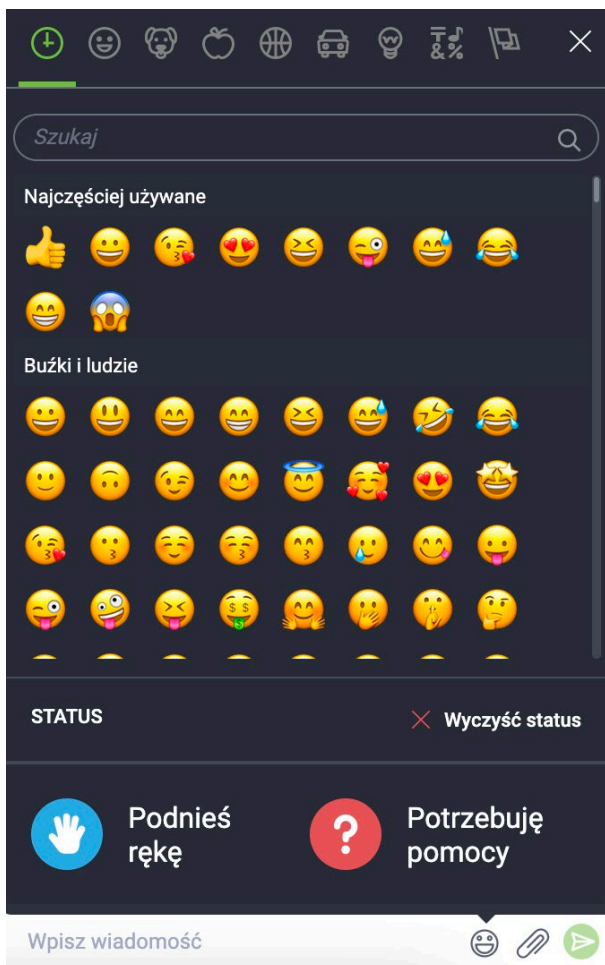 Szukaj
Najczęściej używane
Buźki i ludzie
STATUS
Wyczyść status
Podnieś
rękę
Potrzebuję
pomocy
Wpisz wiadomość